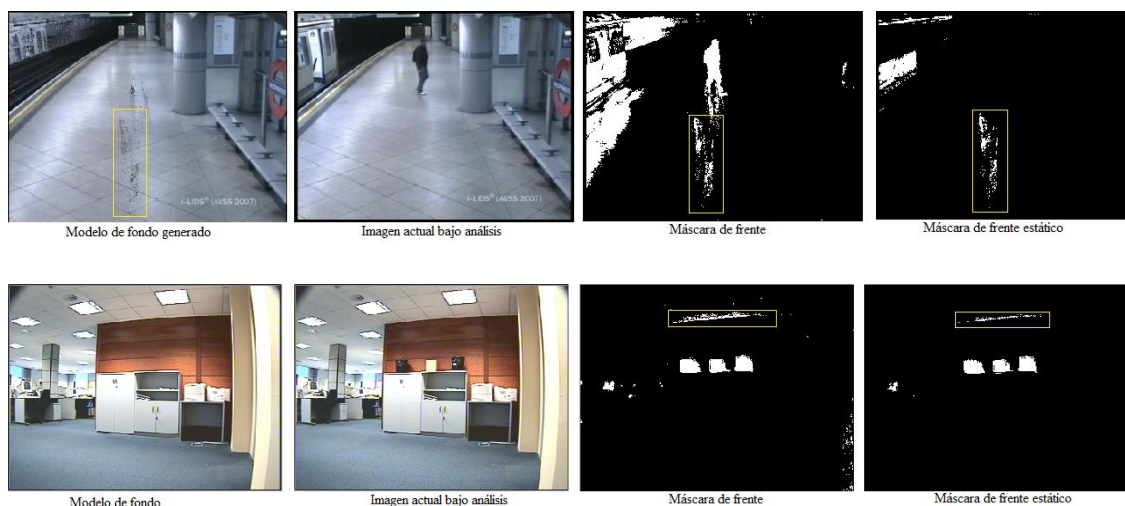 i-LIDS® (AVSS 2007)
i-LIDS® (AVSS 2007)
Modelo de fondo generado
Imagen actual bajo análisis
Máscara de frente
Máscara de frente estático
Modelo de fondo
Imagen actual bajo análisis
Máscara de frente
Máscara de frente estático